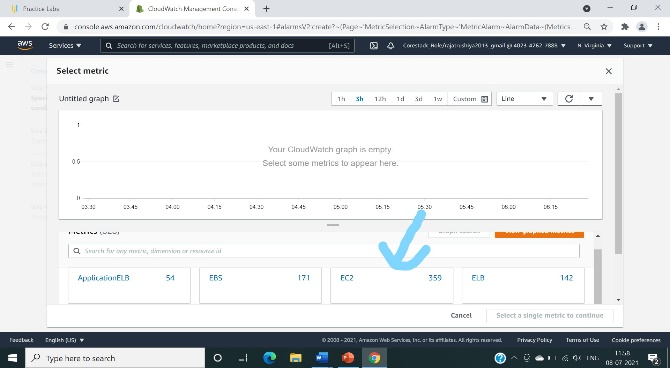 Practice Labs
CloudWatch Management Cons
console.aws.amazon.com/cloudwatch/home?region=us-east-1#alarmsV2:create?~(Page~'MetricSelection~AlarmType~'MetricAlarm~AlarmData~(Metrics
aws Services Search for services, features, marketplace products, and docs [Alt+S] N. Virginia Support
Select metric
Untitled graph 1h 3h 12h 1d 3d 1w Custom Line
1
Your CloudWatch graph is empty.
0.5
Select some metrics to appear here.
0
03:30 03:45 04:00 04:15 04:30 04:45 05:00 05:15 05:30 05:45 06:00 06:15
Search for any metric, dimension or resource id
ApplicationELB 54 EBS 171 EC2 359 ELB 142
Cancel Select a single metric to continue
Feedback English (US) © 2008 - 2021, Amazon Web Services, Inc. or its affiliates. All rights reserved. Privacy Policy Terms of Use Cookie preferences
Type here to search ENG 11:58
08-07-2021